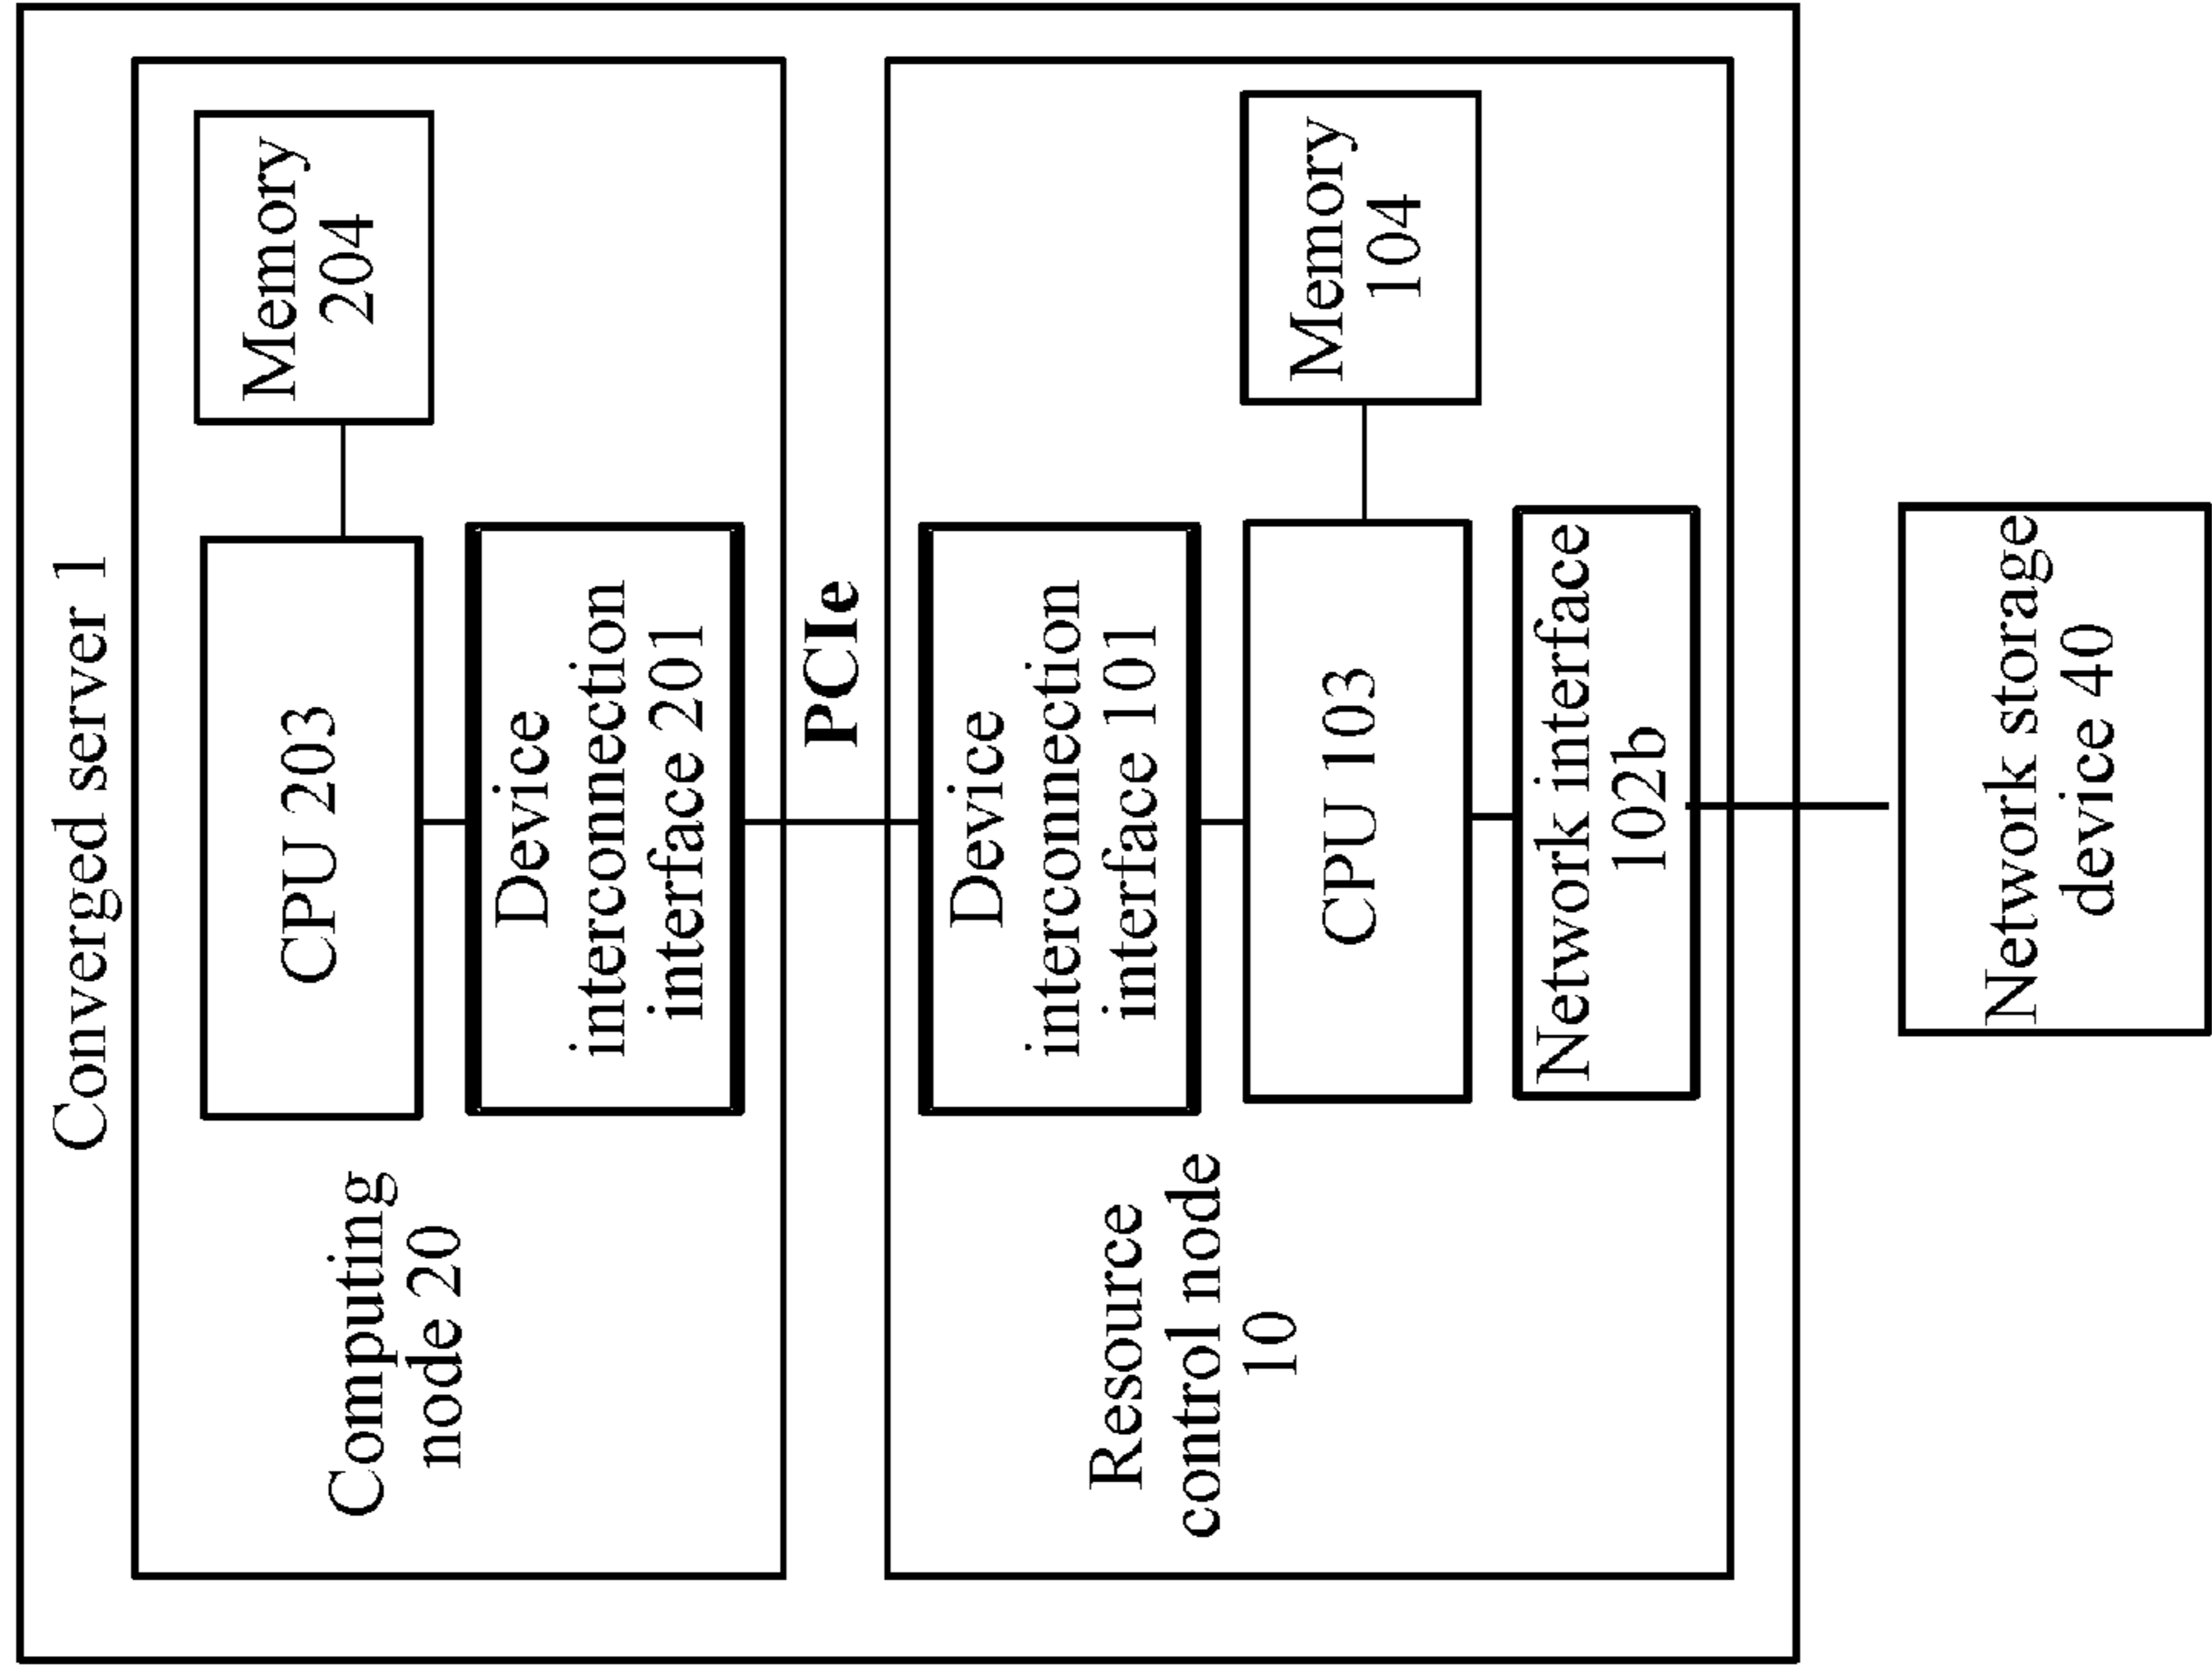 Converged server 1
Computing
node 20
CPU 203
Memory
204
Device
interconnection
interface 201
PCIe
Resource
control node
10
Device
interconnection
interface 101
CPU 103
Memory
104
Network interface
102b
Network storage
device 40